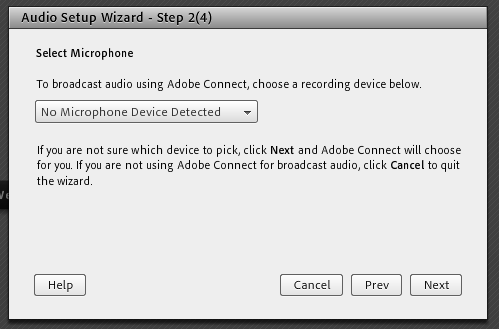 Audio Setup Wizard - Step 2(4)
Select Microphone
To broadcast audio using Adobe Connect, choose a recording device below.
No Microphone Device Detected
If you are not sure which device to pick, click Next and Adobe Connect will choose
for you. If you are not using Adobe Connect for broadcast audio, click Cancel to quit
the wizard.
Help Cancel Prev Next